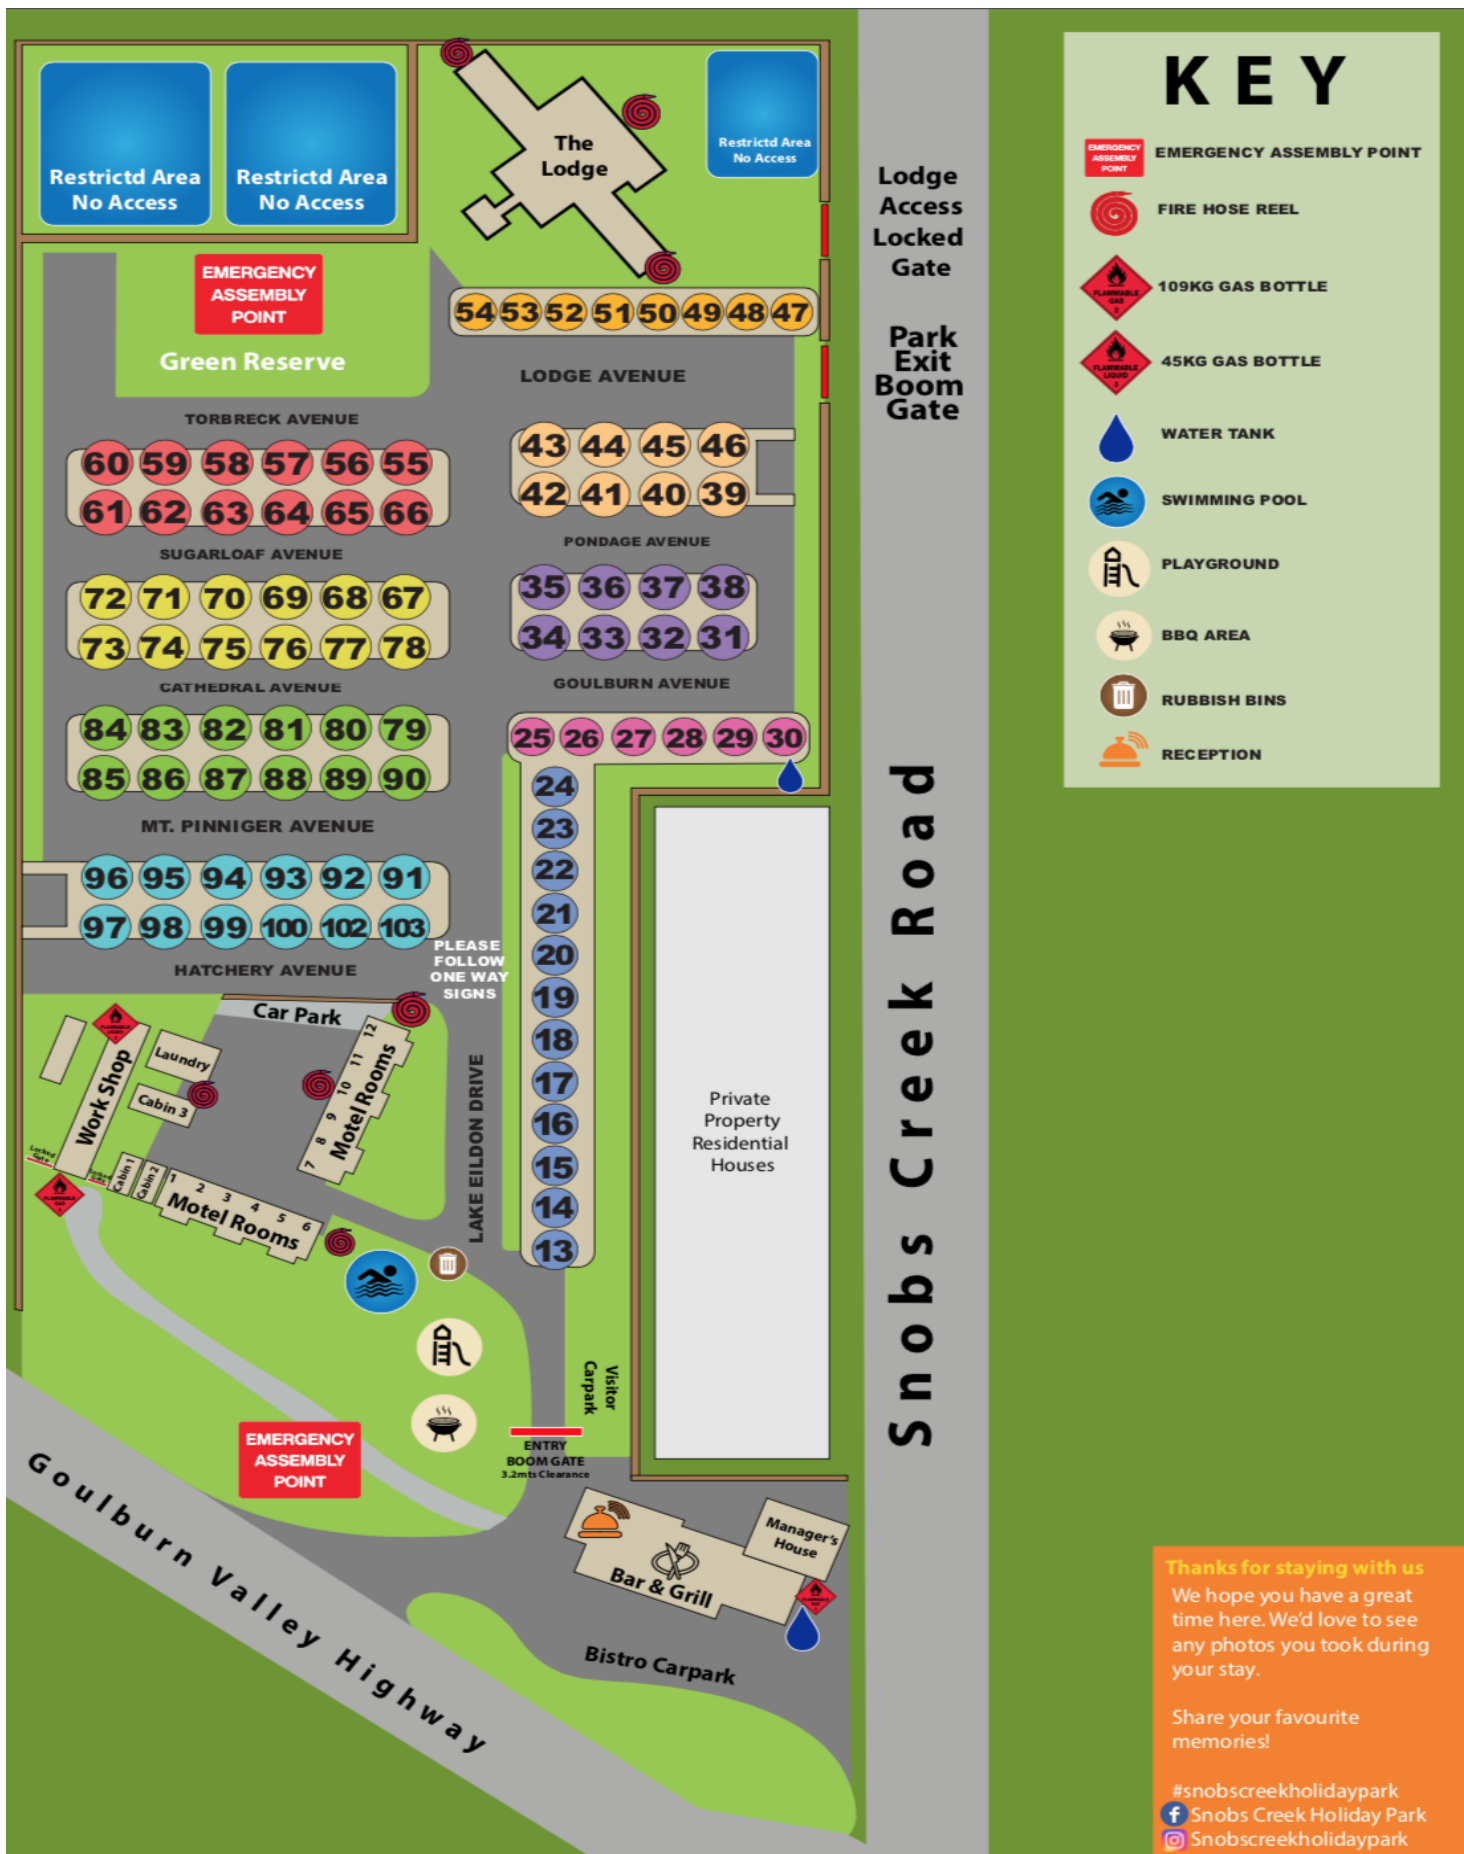 KEY
EMERGENCY
ASSEMBLY
POINT
EMERGENCY ASSEMBLY POINT
FIRE HOSE REEL
FLAMMABLE
GAS
2
109KG GAS BOTTLE
FLAMMABLE
LIQUID
3
45KG GAS BOTTLE
WATER TANK
SWIMMING POOL
PLAYGROUND
BBQ AREA
RUBBISH BINS
RECEPTION
Restrictd Area
No Access
Restrictd Area
No Access
The
Lodge
Restrictd Area
No Access
Lodge
Access
Locked
Gate
Park
Exit
Boom
Gate
EMERGENCY
ASSEMBLY
POINT
Green Reserve
54 53 52 51 50 49 48 47
LODGE AVENUE
TORBRECK AVENUE
60 59 58 57 56 55
61 62 63 64 65 66
43 44 45 46
42 41 40 39
SUGARLOAF AVENUE
PONDAGE AVENUE
72 71 70 69 68 67
73 74 75 76 77 78
35 36 37 38
34 33 32 31
CATHEDRAL AVENUE
GOULBURN AVENUE
84 83 82 81 80 79
85 86 87 88 89 90
25 26 27 28 29 30
MT. PINNIGER AVENUE
96 95 94 93 92 91
97 98 99 100 102 103
HATCHERY AVENUE
PLEASE
FOLLOW
ONE WAY
SIGNS
24
23
22
21
20
19
18
17
16
15
14
13
Snobs Creek Road
Car Park
Laundry
Work Shop
Cabin 3
Locked
Gate
Cabin 1
Cabin 2
1 2 3 4 5 6
Motel Rooms
7 8 9 10 11 12
Motel Rooms
LAKE EILDON DRIVE
Private
Property
Residential
Houses
Visitor
Carpark
EMERGENCY
ASSEMBLY
POINT
ENTRY
BOOM GATE
3.2mts Clearance
Manager's
House
Bar & Grill
Bistro Carpark
Goulburn Valley Highway
Thanks for staying with us
We hope you have a great
time here. We'd love to see
any photos you took during
your stay.
Share your favourite
memories!
#snobscreekholidaypark
Snobs Creek Holiday Park
Snobscreekholidaypark